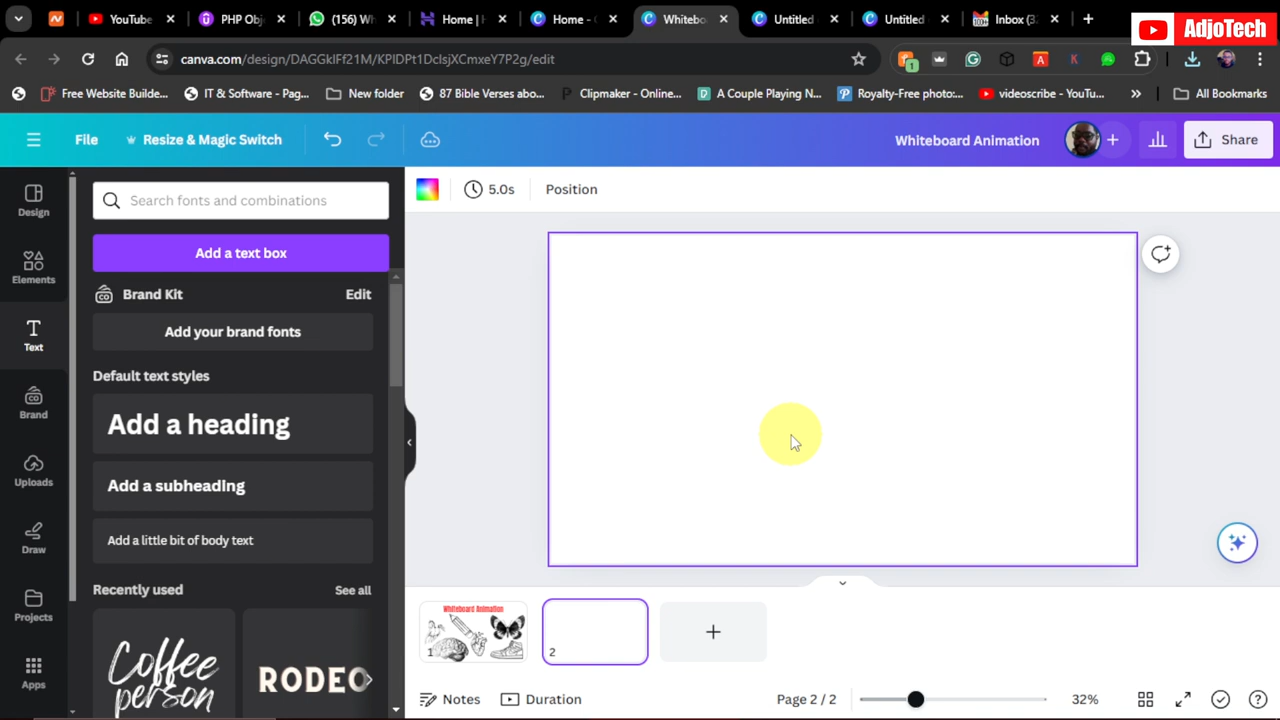 YouTube
PHP Obj
(156) Wh
Home | H
Home -
Whitebo
Untitled
Untitled
Inbox (3
AdjoTech
canva.com/design/DAGGklFf21M/KPlDPt1DclsjXCmxeY7P2g/edit
1
Free Website Builde...
IT & Software - Pag...
New folder
87 Bible Verses abo...
Clipmaker - Online...
A Couple Playing N...
Royalty-Free photo:...
videoscribe - YouTu...
All Bookmarks
File
Resize & Magic Switch
Whiteboard Animation
Share
Design
Elements
Text
Brand
Uploads
Draw
Projects
Apps
Search fonts and combinations
Add a text box
Brand Kit
Edit
Add your brand fonts
Default text styles
Add a heading
Add a subheading
Add a little bit of body text
Recently used
See all
Coffee
person
RODEO
5.0s
Position
Whiteboard Animation
1
2
Notes
Duration
Page 2 / 2
32%